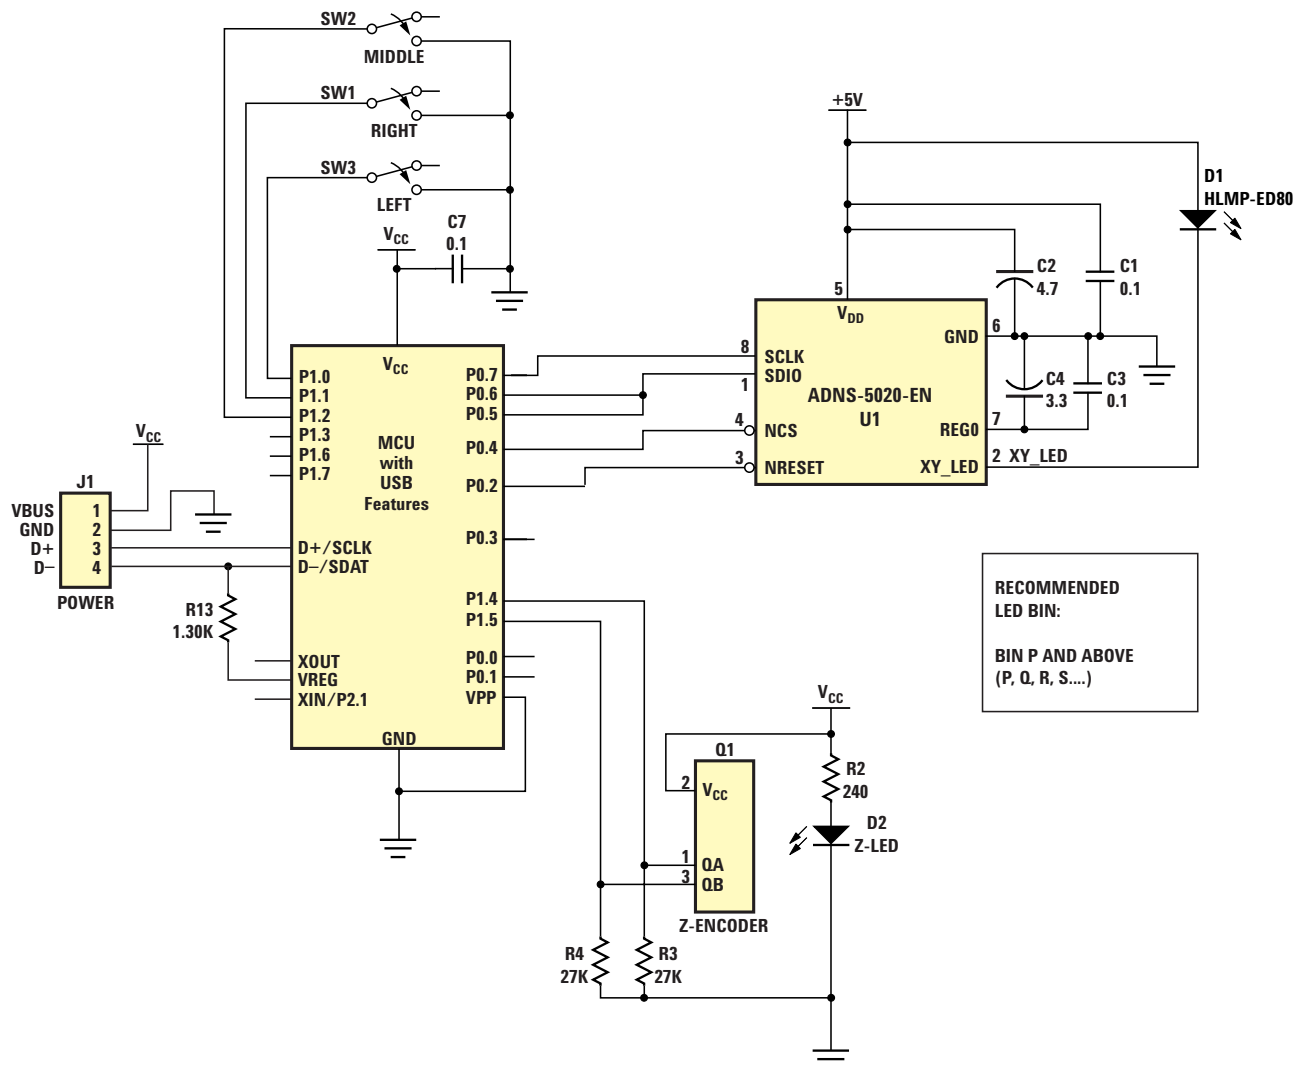 SW2
MIDDLE
SW1
RIGHT
SW3
LEFT
VCC
C7
0.1
+5V
D1
HLMP-ED80
C2
4.7
C1
0.1
5
VDD
GND
6
8
SCLK
1
SDIO
ADNS-5020-EN
U1
4
NCS
3
NRESET
C4
3.3
C3
0.1
REG0
7
XY_LED
2 XY_LED
VCC
P1.0
P1.1
P1.2
P1.3
P1.6
P1.7
P0.7
P0.6
P0.5
P0.4
P0.2
P0.3
MCU
with
USB
Features
VCC
J1
VBUS 1
GND 2
D+ 3
D– 4
POWER
D+/SCLK
D–/SDAT
R13
1.30K
XOUT
VREG
XIN/P2.1
P1.4
P1.5
P0.0
P0.1
VPP
GND
RECOMMENDED
LED BIN:
BIN P AND ABOVE
(P, Q, R, S....)
VCC
Q1
2
VCC
1
QA
3
QB
Z-ENCODER
R2
240
D2
Z-LED
R4
27K
R3
27K